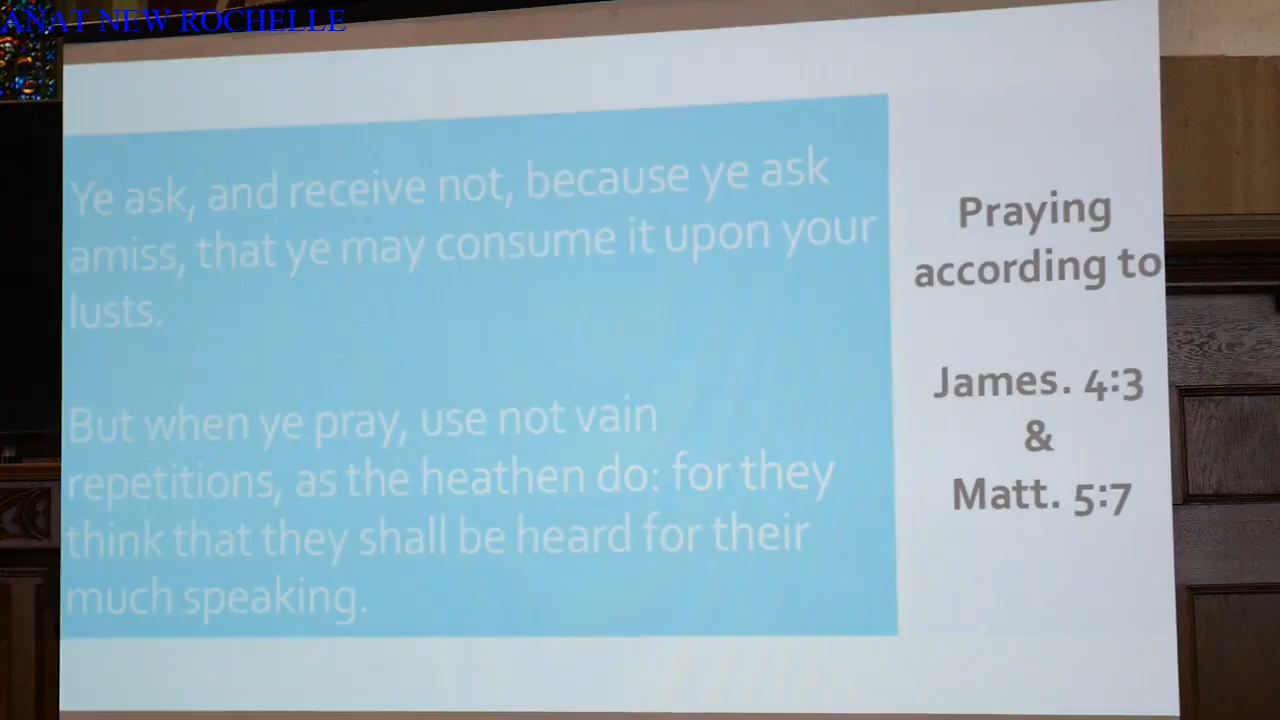 ANAT NEW ROCHELLE
Ye ask, and receive not, because ye ask
amiss, that ye may consume it upon your
lusts.
But when ye pray, use not vain
repetitions, as the heathen do: for they
think that they shall be heard for their
much speaking.
Praying
according to
James. 4:3
&
Matt. 5:7